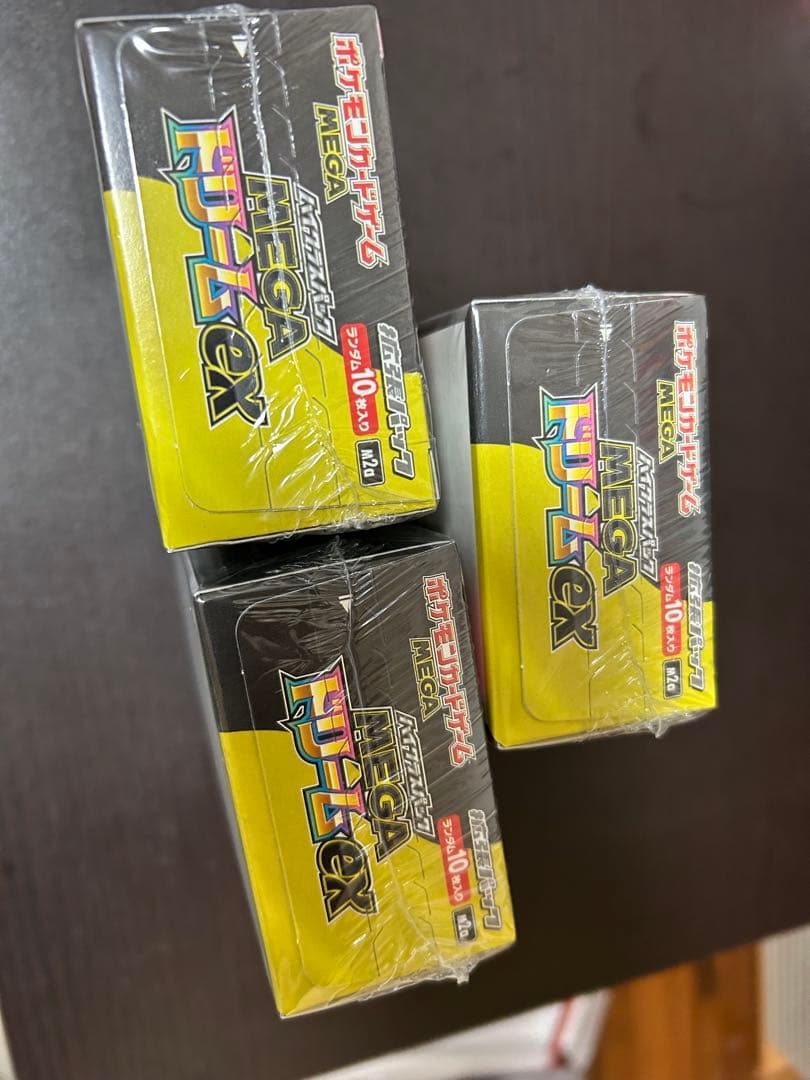 ポケモンカードゲーム
MEGA
拡張パック
ハイクラスパック
ランダム10枚入り
M2a
MEGA
ドリームex
ポケモンカードゲーム
MEGA
拡張パック
ハイクラスパック
ランダム10枚入り
M2a
MEGA
ドリームex
ポケモンカードゲーム
MEGA
拡張パック
ハイクラスパック
ランダム10枚入り
M2a
MEGA
ドリームex